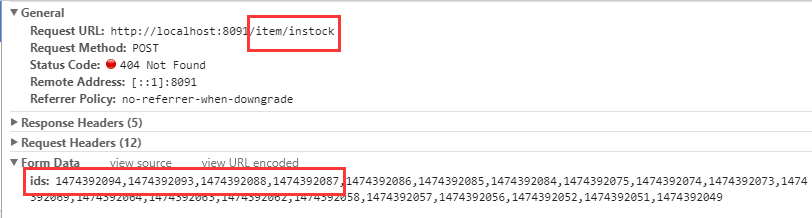 General
Request URL: http://localhost:8091/item/instock
Request Method: POST
Status Code: 404 Not Found
Remote Address: [::1]:8091
Referrer Policy: no-referrer-when-downgrade
Response Headers (5)
Request Headers (12)
Form Data view source view URL encoded
ids: 1474392094,1474392093,1474392088,1474392087,1474392086,1474392085,1474392084,1474392075,1474392074,1474392073,1474
392069,1474392064,1474392063,1474392062,1474392058,1474392057,1474392056,1474392052,1474392051,1474392049